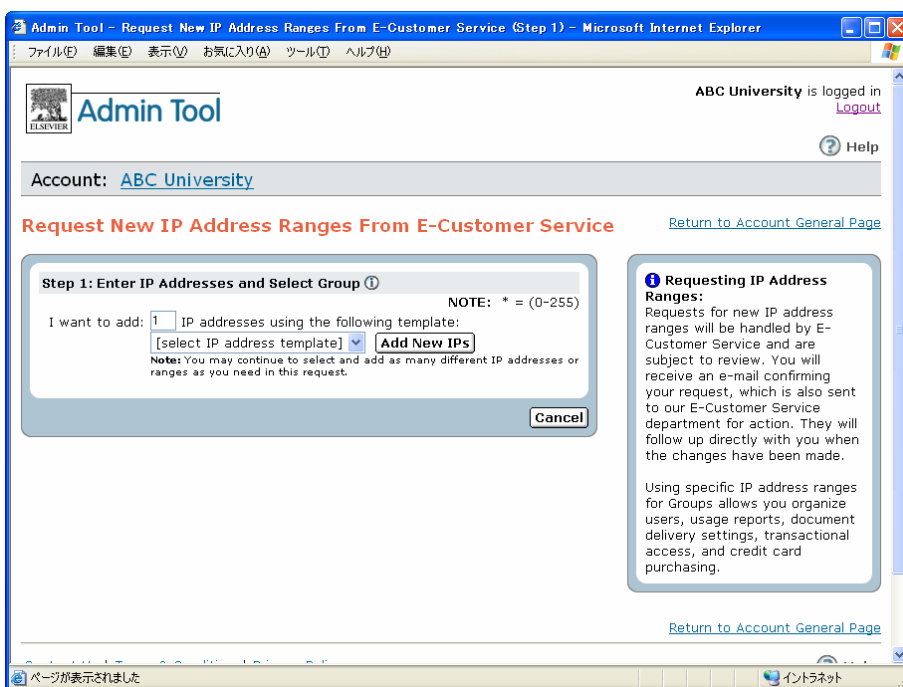 Admin Tool - Request New IP Address Ranges From E-Customer Service (Step 1) - Microsoft Internet Explorer
ファイル(F) 編集(E) 表示(V) お気に入り(A) ツール(T) ヘルプ(H)
ELSEVIER
Admin Tool
ABC University is logged in
Logout
Help
Account: ABC University
Request New IP Address Ranges From E-Customer Service
Return to Account General Page
Step 1: Enter IP Addresses and Select Group
NOTE: * = (0-255)
I want to add: 1 IP addresses using the following template:
[select IP address template] Add New IPs
Note: You may continue to select and add as many different IP addresses or
ranges as you need in this request.
Cancel
Requesting IP Address
Ranges:
Requests for new IP address
ranges will be handled by E-
Customer Service and are
subject to review. You will
receive an e-mail confirming
your request, which is also sent
to our E-Customer Service
department for action. They will
follow up directly with you when
the changes have been made.
Using specific IP address ranges
for Groups allows you organize
users, usage reports, document
delivery settings, transactional
access, and credit card
purchasing.
Return to Account General Page
ページが表示されました
イントラネット